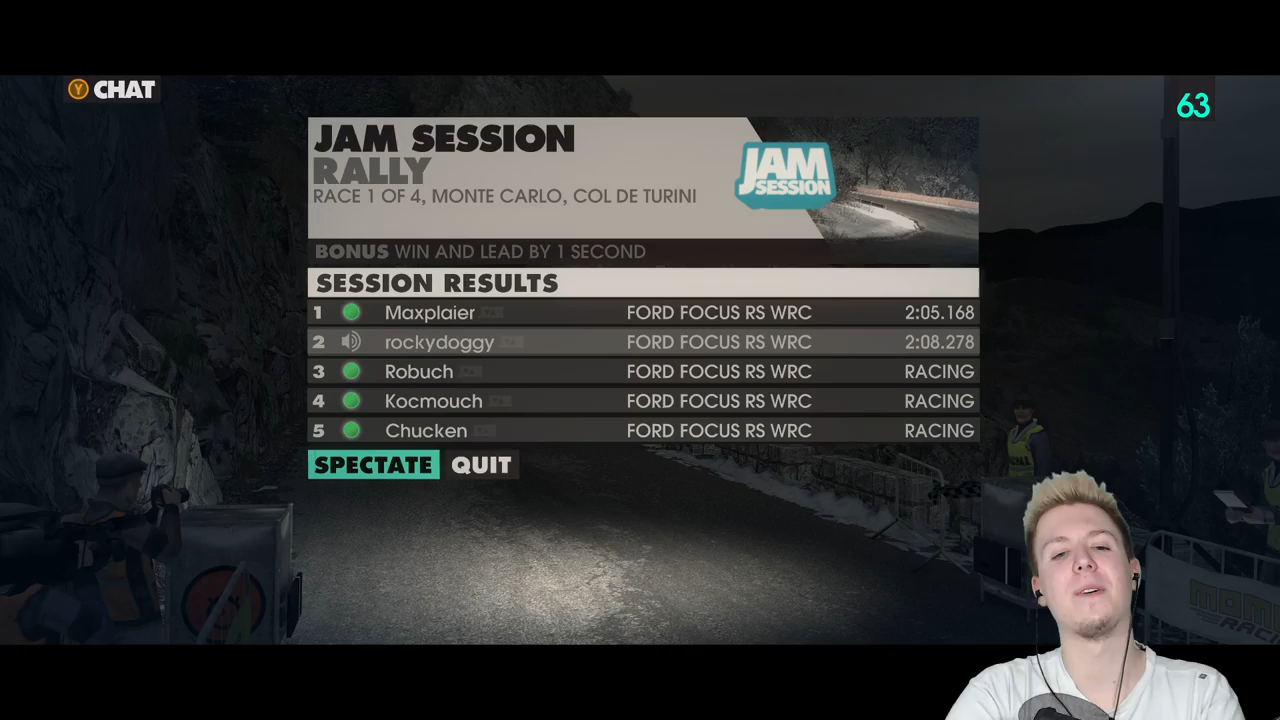 Y CHAT
63
JAM SESSION
RALLY
RACE 1 OF 4, MONTE CARLO, COL DE TURINI
JAM
SESSION
BONUS WIN AND LEAD BY 1 SECOND
SESSION RESULTS
1 Maxplaier FORD FOCUS RS WRC 2:05.168
2 rockydoggy FORD FOCUS RS WRC 2:08.278
3 Robuch FORD FOCUS RS WRC RACING
4 Kocmouch FORD FOCUS RS WRC RACING
5 Chucken FORD FOCUS RS WRC RACING
SPECTATE QUIT